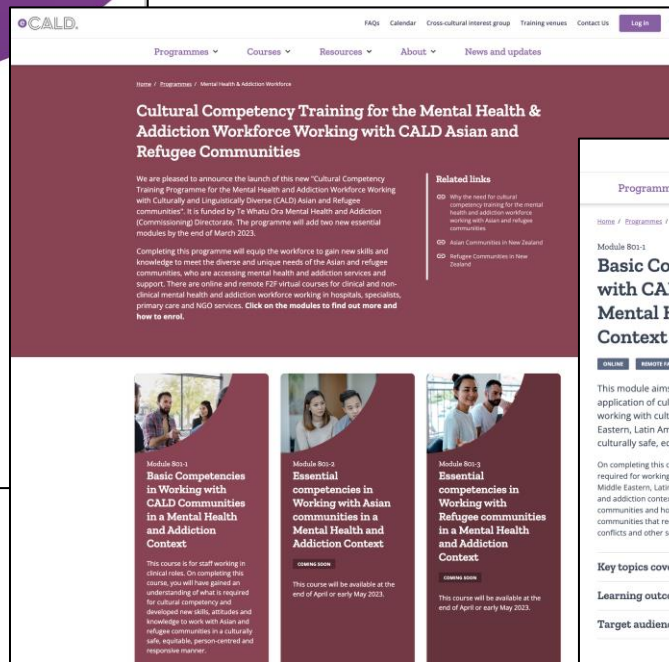 eCALD.
FAQs Calendar Cross-cultural interest group Training venues Contact Us Log in
Programmes Courses Resources About News and updates
Home / Programmes / Mental Health & Addiction Workforce
Cultural Competency Training for the Mental Health &
Addiction Workforce Working with CALD Asian and
Refugee Communities
We are pleased to announce the launch of this new "Cultural Competency
Training Programme for the Mental Health and Addiction Workforce Working
with Culturally and Linguistically Diverse (CALD) Asian and Refugee
communities". It is funded by Te Whatu Ora Mental Health and Addiction
(Commissioning) Directorate. The programme will add two new essential
modules by the end of March 2023.
Completing this programme will equip the workforce to gain new skills and
knowledge to meet the diverse and unique needs of the Asian and refugee
communities, who are accessing mental health and addiction services and
support. There are online and remote F2F virtual courses for clinical and non-
clinical mental health and addiction workforce working in hospitals, specialists,
primary care and NGO services. Click on the modules to find out more and
how to enrol.
Related links
Why the need for cultural
competency training for the mental
health and addiction workforce
working with Asian and refugee
communities
Asian Communities in New Zealand
Refugee Communities in New
Zealand
Module 801-1
Basic Competencies
in Working with
CALD Communities
in a Mental Health
and Addiction
Context
This course is for staff working in
clinical roles. On completing this
course, you will have gained an
understanding of what is required
for cultural competency and
developed new skills, attitudes and
knowledge to work with Asian and
refugee communities in a culturally
safe, equitable, person-centred and
responsive manner.
Module 801-2
Essential
competencies in
Working with Asian
communities in a
Mental Health and
Addiction Context
COMING SOON
This course will be available at the
end of April or early May 2023.
Module 801-3
Essential
competencies in
Working with
Refugee communities
in a Mental Health
and Addiction
Context
COMING SOON
This course will be available at the
end of April or early May 2023.
Home / Programmes /
Module 801-1
Basic Co
with CAL
Mental
Context
ONLINE REMOTE
This module aims
application of cul
working with cult
Eastern, Latin Am
culturally safe, e
On completing this
required for working
Middle Eastern, Lati
and addiction conte
communities and ho
communities that re
conflicts and other s
Key topics cov
Learning outc
Target audien